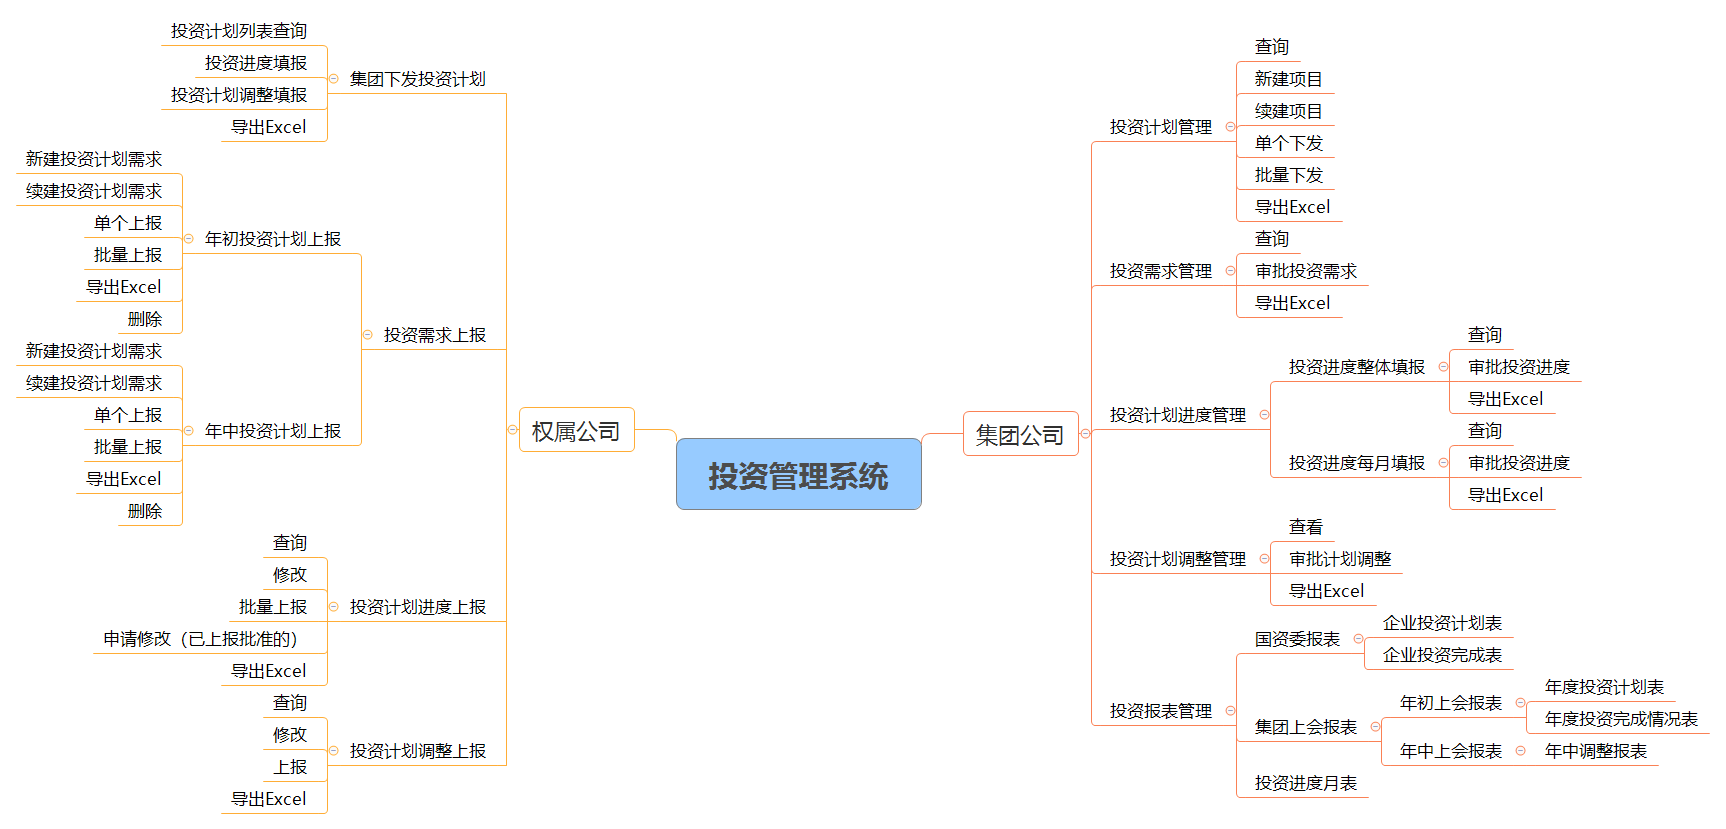 投资管理系统
权属公司
集团下发投资计划
投资计划列表查询
投资进度填报
投资计划调整填报
导出Excel
投资需求上报
年初投资计划上报
新建投资计划需求
续建投资计划需求
单个上报
批量上报
导出Excel
删除
年中投资计划上报
新建投资计划需求
续建投资计划需求
单个上报
批量上报
导出Excel
删除
投资计划进度上报
查询
修改
批量上报
申请修改（已上报批准的）
导出Excel
投资计划调整上报
查询
修改
上报
导出Excel
集团公司
投资计划管理
查询
新建项目
续建项目
单个下发
批量下发
导出Excel
投资需求管理
查询
审批投资需求
导出Excel
投资计划进度管理
投资进度整体填报
查询
审批投资进度
导出Excel
投资进度每月填报
查询
审批投资进度
导出Excel
投资计划调整管理
查看
审批计划调整
导出Excel
投资报表管理
国资委报表
企业投资计划表
企业投资完成表
集团上会报表
年初上会报表
年度投资计划表
年度投资完成情况表
年中上会报表
年中调整报表
投资进度月表